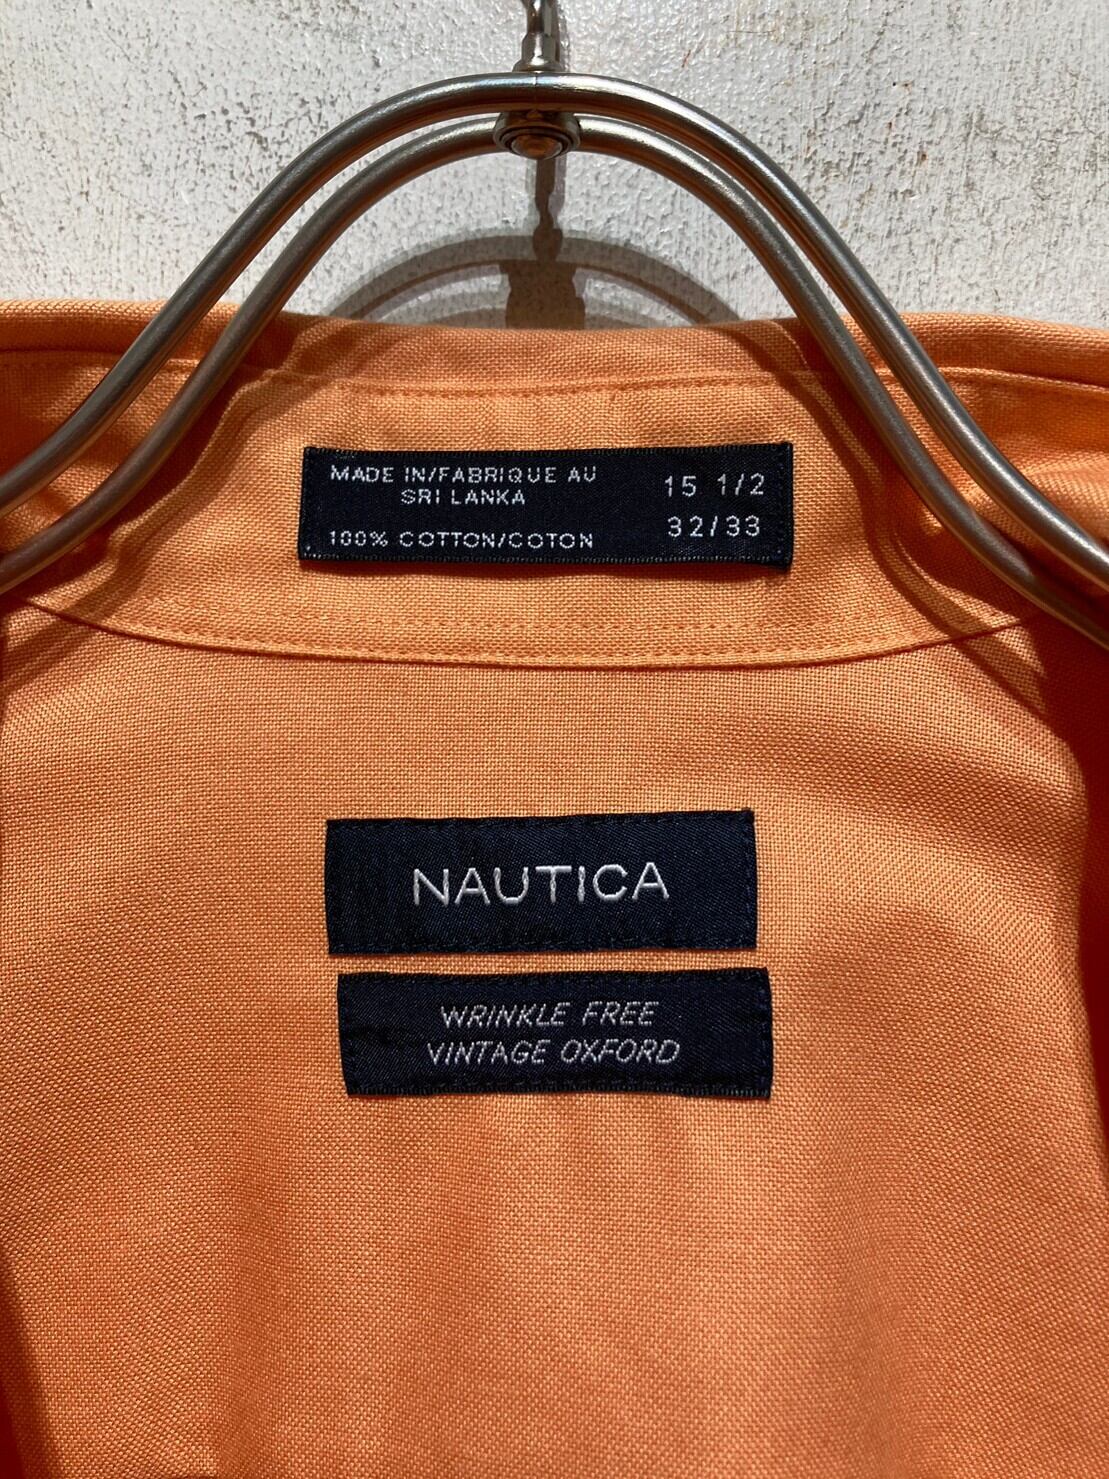 MADE IN/FABRIQUE AU
SRI LANKA
100% COTTON/COTON
15 1/2
32/33
NAUTICA
WRINKLE FREE
VINTAGE OXFORD